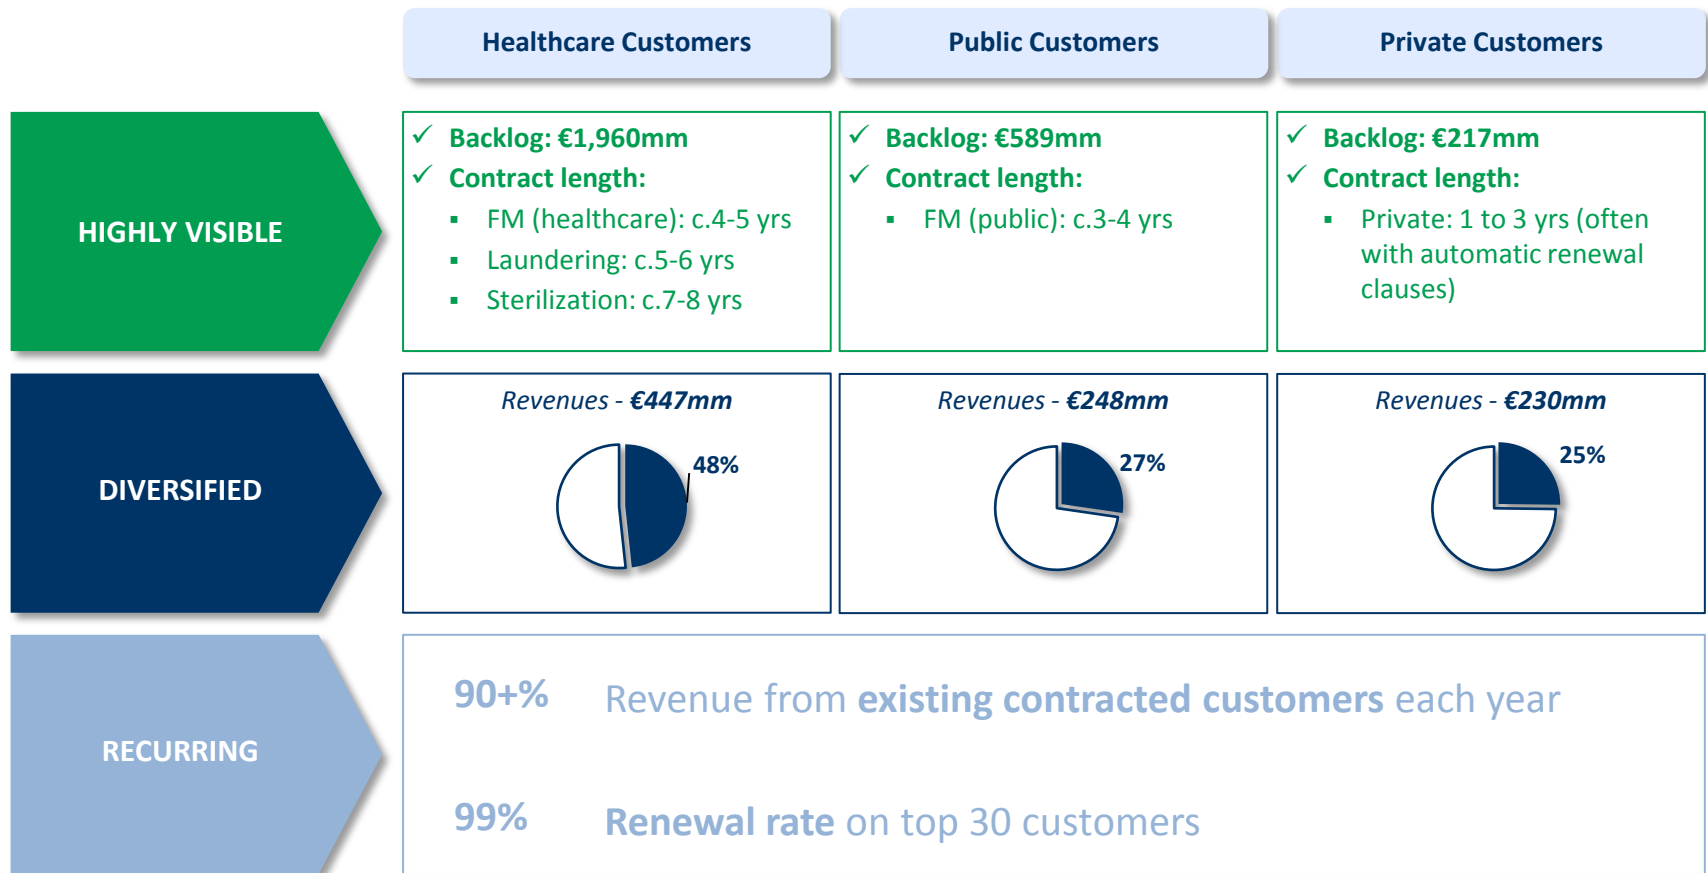 Healthcare Customers
Public Customers
Private Customers
HIGHLY VISIBLE
✓ Backlog: €1,960mm
✓ Contract length:
▪ FM (healthcare): c.4-5 yrs
▪ Laundering: c.5-6 yrs
▪ Sterilization: c.7-8 yrs
✓ Backlog: €589mm
✓ Contract length:
▪ FM (public): c.3-4 yrs
✓ Backlog: €217mm
✓ Contract length:
▪ Private: 1 to 3 yrs (often
with automatic renewal
clauses)
DIVERSIFIED
Revenues - €447mm
48%
Revenues - €248mm
27%
Revenues - €230mm
25%
RECURRING
90+% Revenue from existing contracted customers each year
99% Renewal rate on top 30 customers